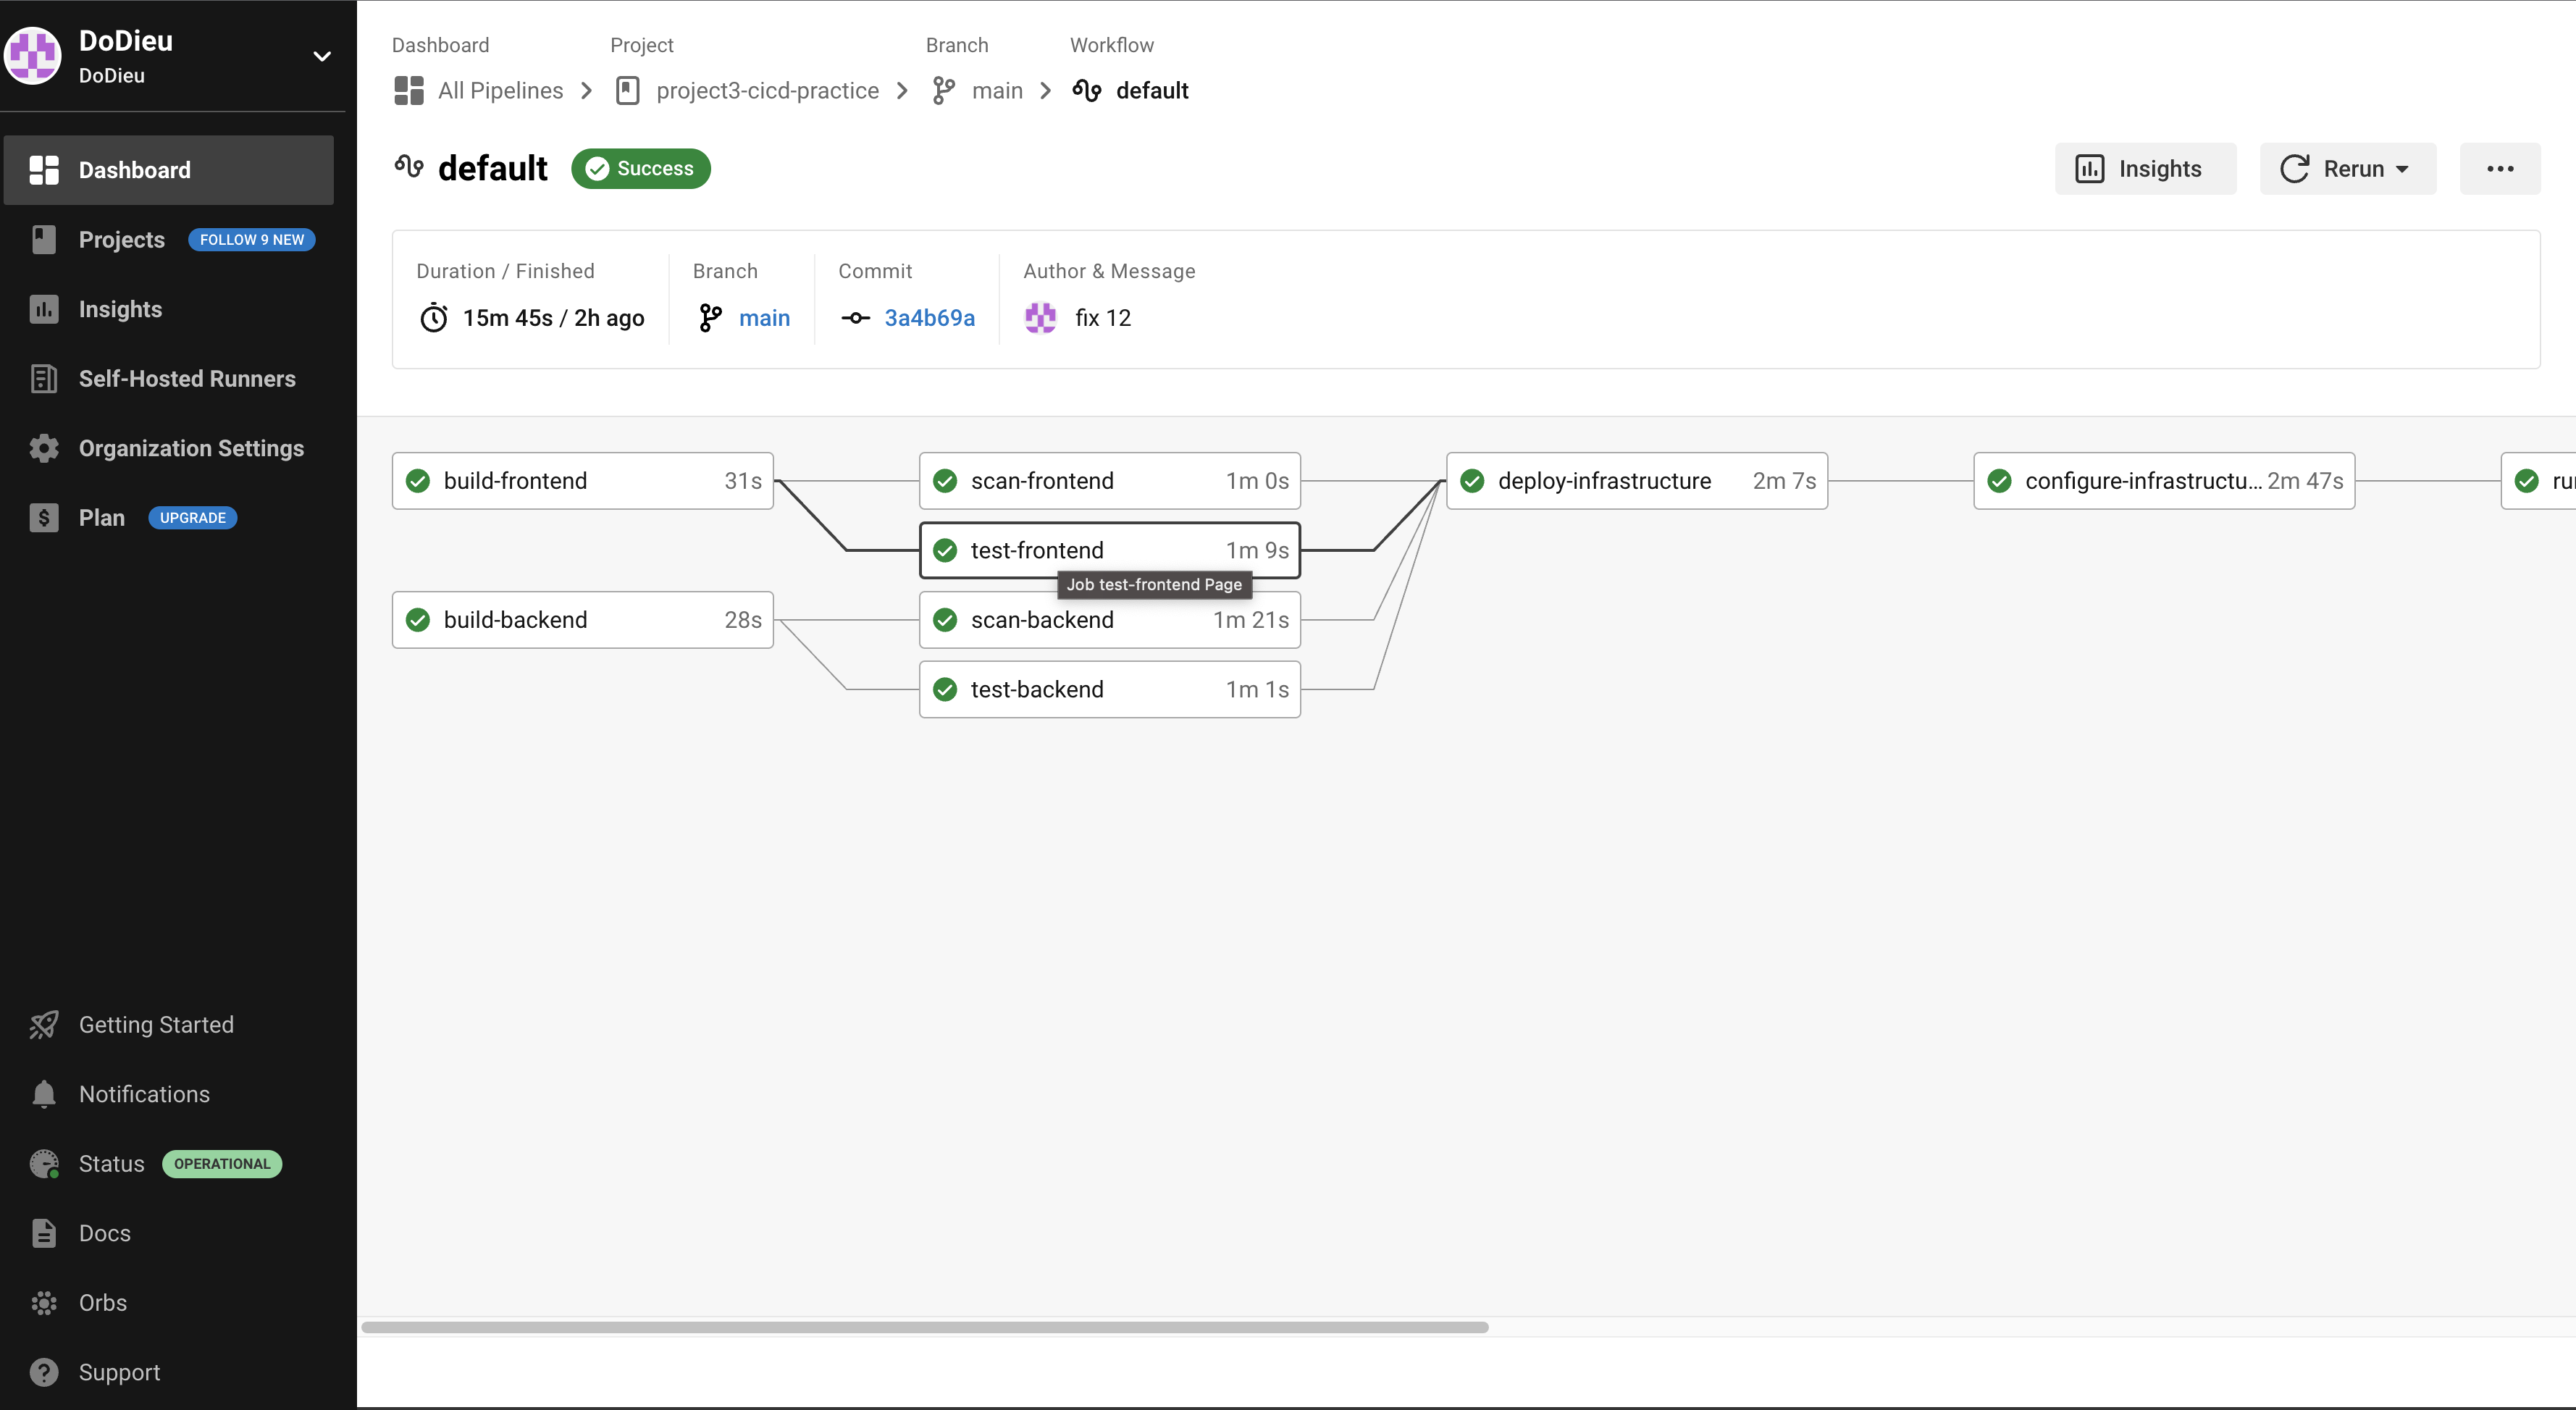 DoDieu
DoDieu
Dashboard
Projects FOLLOW 9 NEW
Insights
Self-Hosted Runners
Organization Settings
Plan UPGRADE
Getting Started
Notifications
Status OPERATIONAL
Docs
Orbs
Support
Dashboard Project Branch Workflow
All Pipelines project3-cicd-practice main default
default Success
Insights Rerun
Duration / Finished Branch Commit Author & Message
15m 45s / 2h ago main 3a4b69a fix 12
build-frontend 31s scan-frontend 1m 0s deploy-infrastructure 2m 7s configure-infrastructu... 2m 47s
test-frontend 1m 9s
Job test-frontend Page
build-backend 28s scan-backend 1m 21s
test-backend 1m 1s